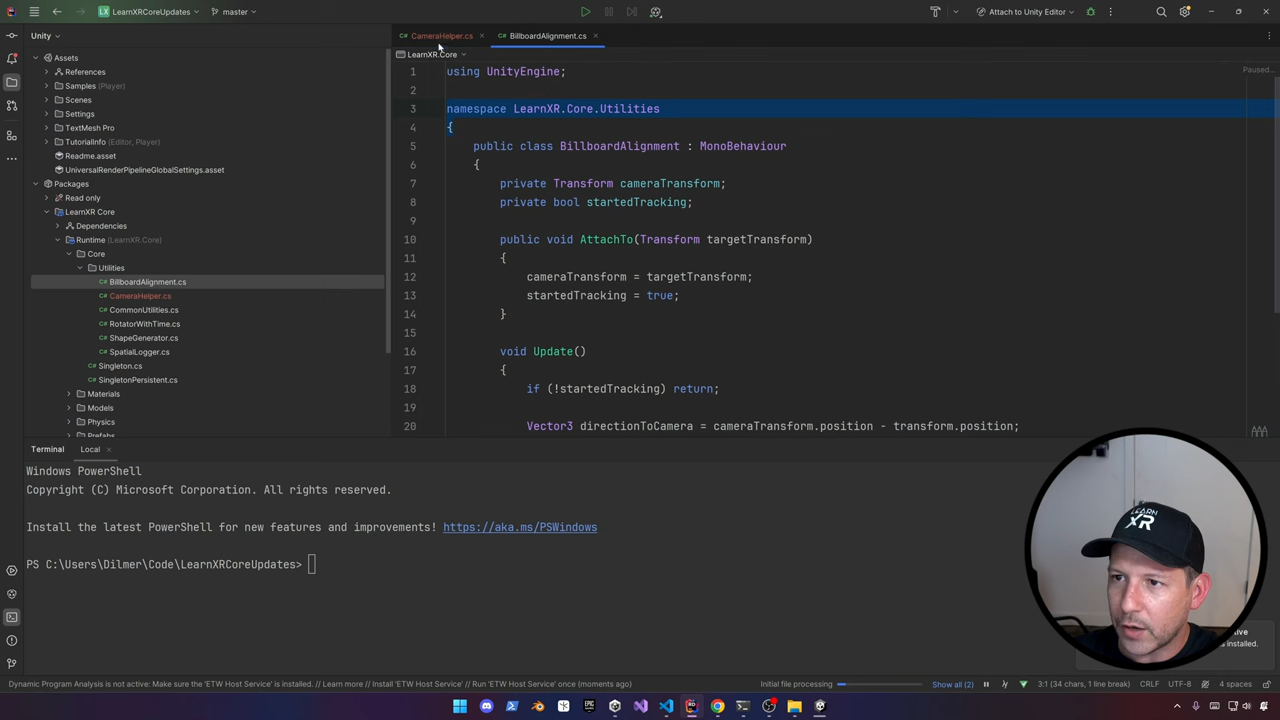 LX LearnXRCoreUpdates master Attach to Unity Editor
Unity
C# CameraHelper.cs
C# BillboardAlignment.cs
LearnXR.Core
Paused...
Assets
References
Samples (Player)
Scenes
Settings
TextMesh Pro
TutorialInfo (Editor, Player)
Readme.asset
UniversalRenderPipelineGlobalSettings.asset
Packages
Read only
LearnXR Core
Dependencies
Runtime (LearnXR.Core)
Core
Utilities
C# BillboardAlignment.cs
C# CameraHelper.cs
C# CommonUtilities.cs
C# RotatorWithTime.cs
C# ShapeGenerator.cs
C# SpatialLogger.cs
C# Singleton.cs
C# SingletonPersistent.cs
Materials
Models
Physics
Prefabs
1 using UnityEngine;
2
3 namespace LearnXR.Core.Utilities
4 {
5 public class BillboardAlignment : MonoBehaviour
6 {
7 private Transform cameraTransform;
8 private bool startedTracking;
9
10 public void AttachTo(Transform targetTransform)
11 {
12 cameraTransform = targetTransform;
13 startedTracking = true;
14 }
15
16 void Update()
17 {
18 if (!startedTracking) return;
19
20 Vector3 directionToCamera = cameraTransform.position - transform.position;
Terminal Local
Windows PowerShell
Copyright (C) Microsoft Corporation. All rights reserved.
Install the latest PowerShell for new features and improvements! https://aka.ms/PSWindows
PS C:\Users\Dilmer\Code\LearnXRCoreUpdates>
LEARN
XR
installed.
Dynamic Program Analysis is not active: Make sure the 'ETW Host Service' is installed. // Learn more // Install 'ETW Host Service' // Run 'ETW Host Service' once (moments ago) Initial file processing Show all (2) 3:1 (34 chars, 1 line break) CRLF UTF-8 4 spaces